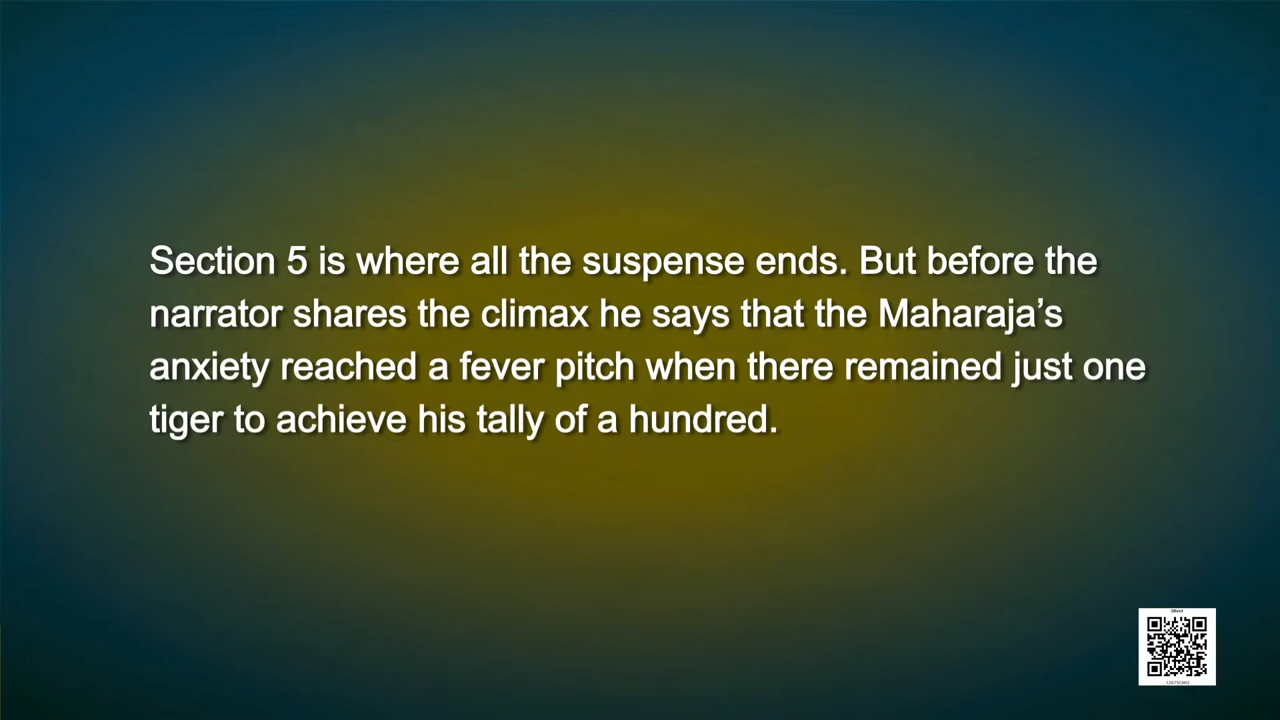 Section 5 is where all the suspense ends. But before the
narrator shares the climax he says that the Maharaja’s
anxiety reached a fever pitch when there remained just one
tiger to achieve his tally of a hundred.